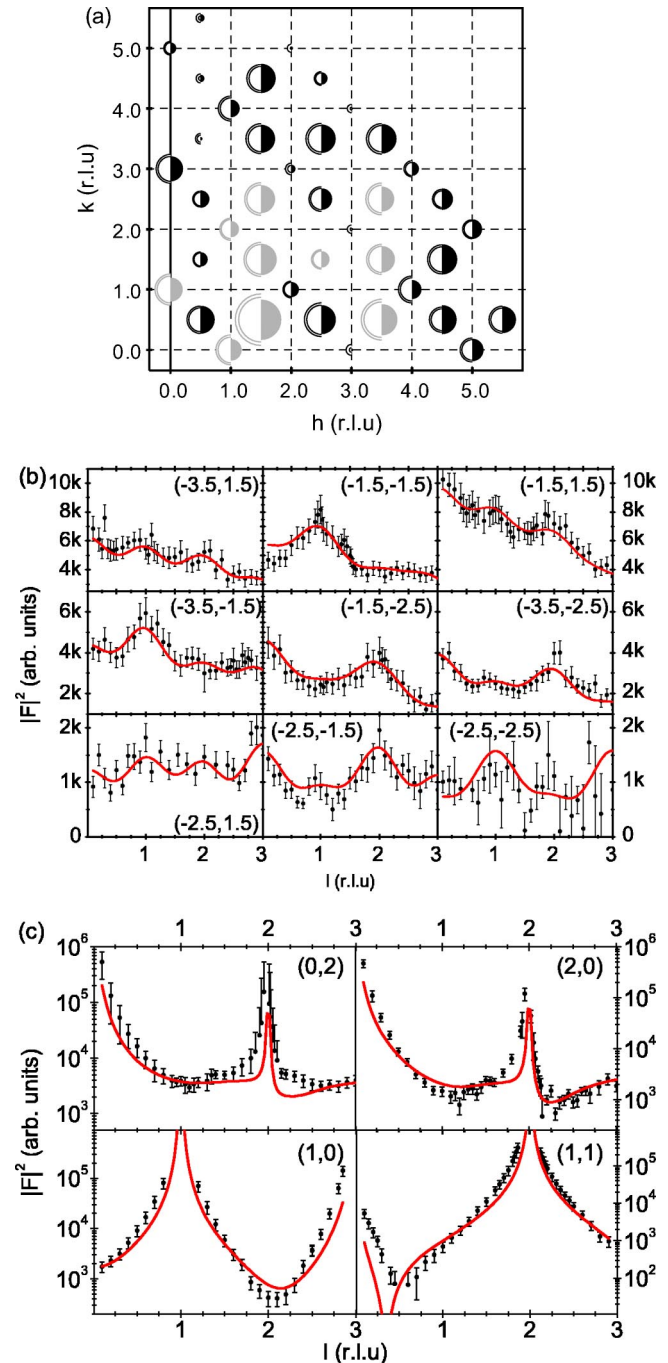 (a)
5.0
4.0
3.0
2.0
1.0
0.0
k (r.l.u)
0.0 1.0 2.0 3.0 4.0 5.0
h (r.l.u)
(b)
10k 10k
8k 8k
6k 6k
4k 4k
(-3.5,1.5) (-1.5,-1.5) (-1.5,1.5)
6k 6k
4k 4k
2k 2k
(-3.5,-1.5) (-1.5,-2.5) (-3.5,-2.5)
2k 2k
1k 1k
0 0
(-2.5,1.5) (-2.5,-1.5) (-2.5,-2.5)
|F|² (arb. units)
1 2 3 1 2 3 1 2 3
l (r.l.u)
(c)
1 2 1 2 3
10⁶ 10⁶
10⁵ 10⁵
10⁴ 10⁴
10³ 10³
(0,2) (2,0)
10⁵ 10⁵
10⁴ 10⁴
10³ 10³
10²
(1,0) (1,1)
|F|² (arb. units)
1 2 3 1 2 3
l (r.l.u)